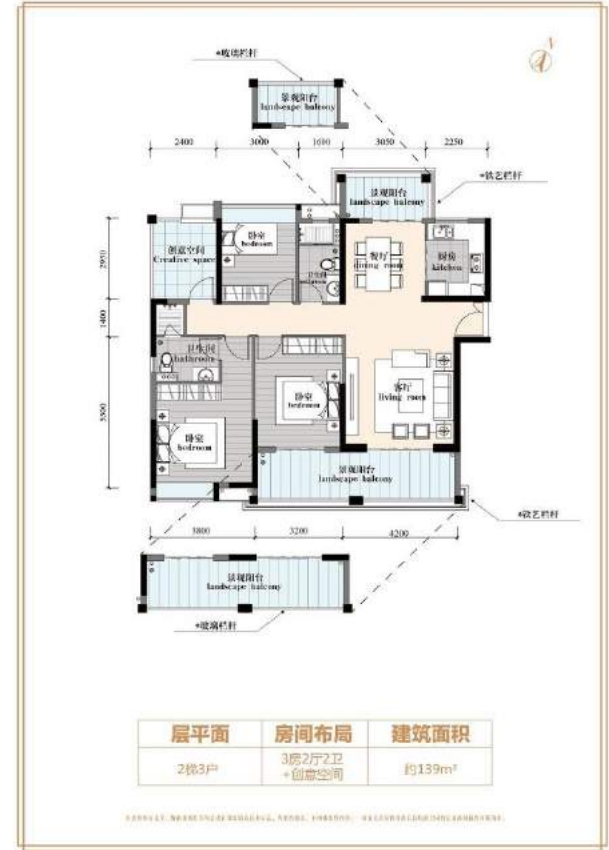 *玻璃栏杆
景观阳台
landscape balcony
2400 3000 1600 3050 2250
*铁艺栏杆
景观阳台
landscape balcony
卧室
bedroom
创意空间
Creative space
餐厅
dining room
厨房
kitchen
卫生间
2950
1400
卫生间
bathroom
客厅
living room
卧室
bedroom
卧室
bedroom
5500
景观阳台
landscape balcony
*铁艺栏杆
3800 3200 4200
景观阳台
landscape balcony
*玻璃栏杆
层平面 房间布局 建筑面积
2梯3户 3房2厅2卫
+创意空间 约139m²